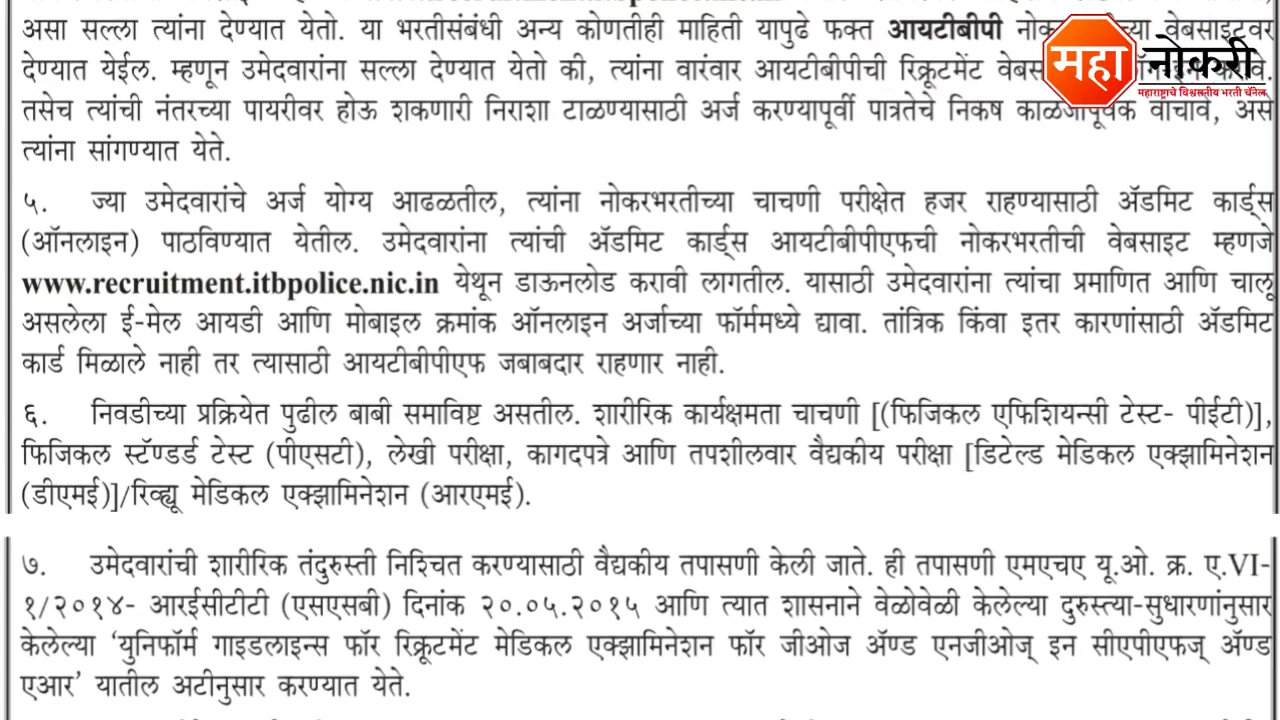 असा सल्ला त्यांना देण्यात येतो. या भरतीसंबंधी अन्य कोणतीही माहिती यापुढे फक्त आयटीबीपी वेबसाइटवर
देण्यात येईल. म्हणून उमेदवारांना सल्ला देण्यात येतो की, त्यांना वारंवार आयटीबीपीची रिक्रूटमेंट
तसेच त्यांची नंतरच्या पायरीवर होऊ शकणारी निराशा टाळण्यासाठी अर्ज करण्यापूर्वी पात्रतेचे निकष काळजीपूर्वक वाचावे, असे
त्यांना सांगण्यात येते.
महा नोकरी
महाराष्ट्राचे विश्वसनीय भरती चॅनेल
५. ज्या उमेदवारांचे अर्ज योग्य आढळतील, त्यांना नोकरभरतीच्या चाचणी परीक्षेत हजर राहण्यासाठी ॲडमिट कार्ड्स
(ऑनलाइन) पाठविण्यात येतील. उमेदवारांना त्यांची ॲडमिट कार्ड्स आयटीबीपीएफची नोकरभरतीची वेबसाइट म्हणजे
www.recruitment.itbpolice.nic.in येथून डाऊनलोड करावी लागतील. यासाठी उमेदवारांना त्यांचा प्रमाणित आणि चालू
असलेला ई-मेल आयडी आणि मोबाइल क्रमांक ऑनलाइन अर्जाच्या फॉर्ममध्ये द्यावा. तांत्रिक किंवा इतर कारणांसाठी ॲडमिट
कार्ड मिळाले नाही तर त्यासाठी आयटीबीपीएफ जबाबदार राहणार नाही.
६. निवडीच्या प्रक्रियेत पुढील बाबी समाविष्ट असतील. शारीरिक कार्यक्षमता चाचणी [(फिजिकल एफिशियन्सी टेस्ट- पीईटी)],
फिजिकल स्टॅण्डर्ड टेस्ट (पीएसटी), लेखी परीक्षा, कागदपत्रे आणि तपशीलवार वैद्यकीय परीक्षा [डिटेल्ड मेडिकल एक्झामिनेशन
(डीएमई)]/रिव्ह्यू मेडिकल एक्झामिनेशन (आरएमई).
७. उमेदवारांची शारीरिक तंदुरुस्ती निश्चित करण्यासाठी वैद्यकीय तपासणी केली जाते. ही तपासणी एमएचए यू.ओ. क्र. ए.VI-
१/२०१४- आरईसीटीटी (एसएसबी) दिनांक २०.०५.२०१५ आणि त्यात शासनाने वेळोवेळी केलेल्या दुरुस्त्या-सुधारणांनुसार
केलेल्या ‘युनिफॉर्म गाइडलाइन्स फॉर रिक्रूटमेंट मेडिकल एक्झामिनेशन फॉर जीओज ॲण्ड एनजीओज् इन सीएपीएफज् ॲण्ड
एआर’ यातील अटीनुसार करण्यात येते.